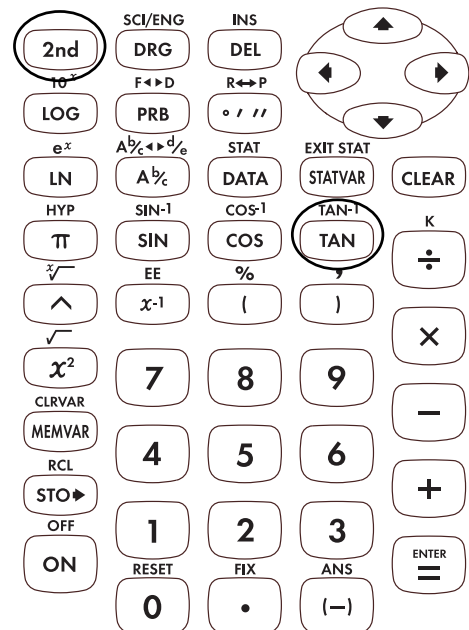 SCI/ENG INS
2nd DRG DEL
10ˣ F◄►D R↔P
LOG PRB ° ′ ″
eˣ Ab/c◄►d/e STAT EXIT STAT
LN Ab/c DATA STATVAR CLEAR
HYP SIN-1 COS-1 TAN-1 K
π SIN COS TAN ÷
ˣ√ EE % ,
^ x-1 ( )
√ ×
x² 7 8 9
CLRVAR −
MEMVAR 4 5 6
RCL
STO► +
OFF 1 2 3
ON RESET FIX ANS ENTER
0 . (−) =